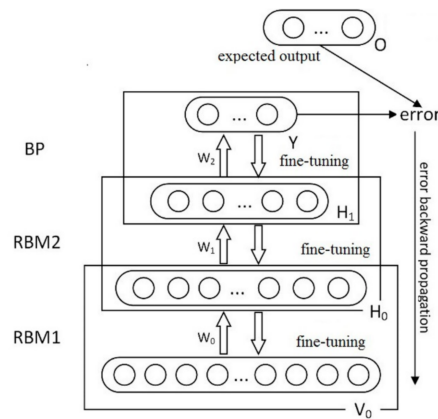 ...
O
expected output
error
...
Y
BP
W₂
fine-tuning
...
H₁
RBM2
W₁
fine-tuning
...
H₀
RBM1
W₀
fine-tuning
...
V₀
error backward propagation